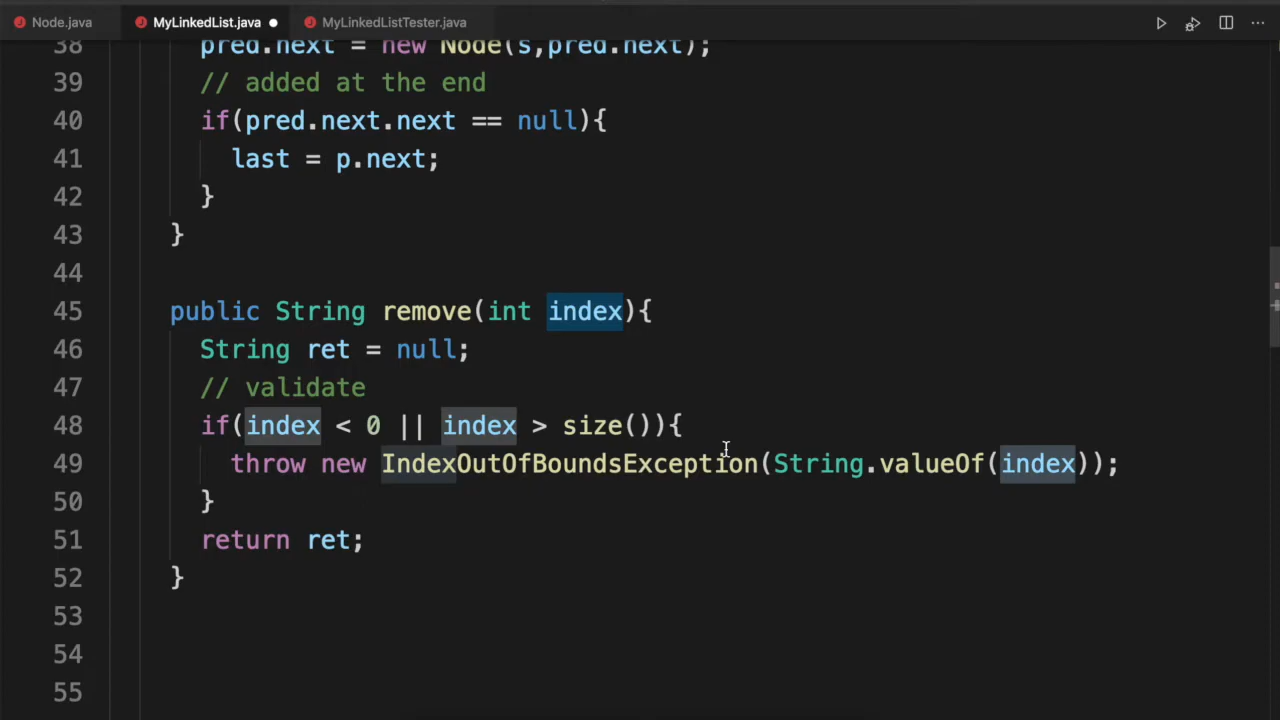 Node.java MyLinkedList.java MyLinkedListTester.java
38 pred.next = new Node(s,pred.next);
39 // added at the end
40 if(pred.next.next == null){
41 last = p.next;
42 }
43 }
44
45 public String remove(int index){
46 String ret = null;
47 // validate
48 if(index < 0 || index > size()){
49 throw new IndexOutOfBoundsException(String.valueOf(index));
50 }
51 return ret;
52 }
53
54
55